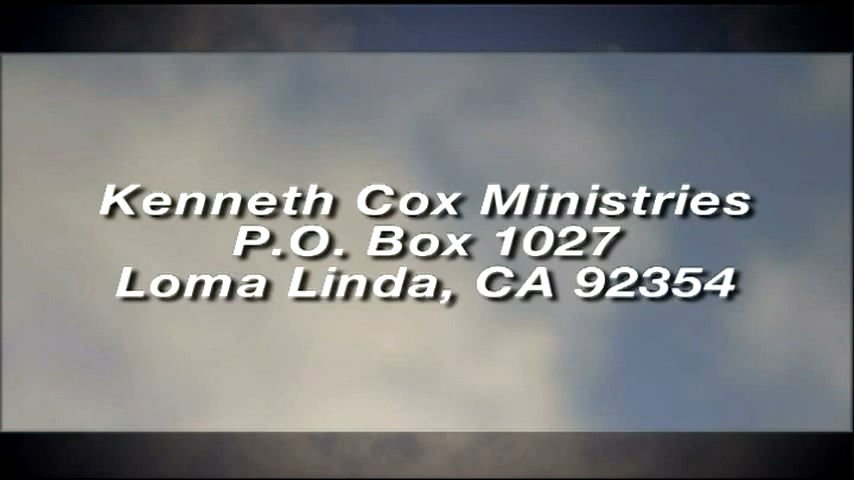 Kenneth Cox Ministries
P.O. Box 1027
Loma Linda, CA 92354